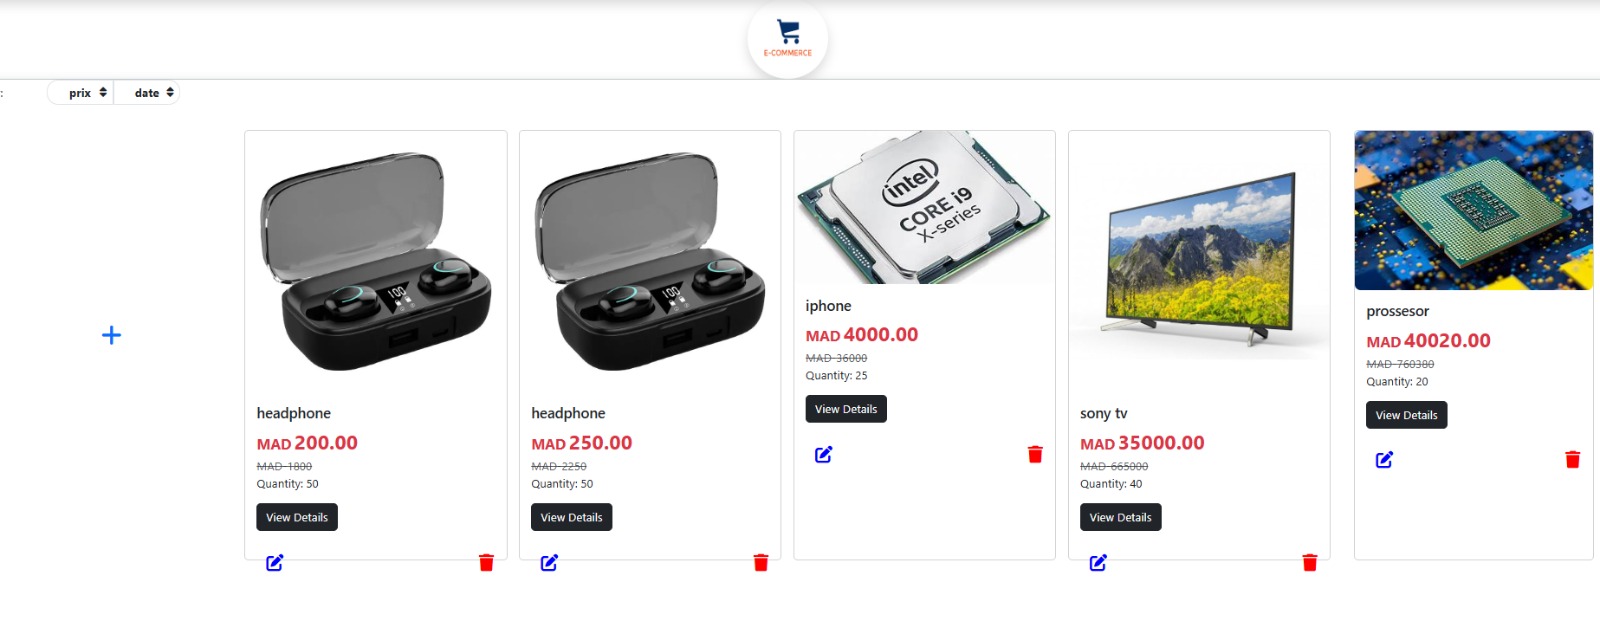 E-COMMERCE
:
prix
date
headphone
MAD 200.00
MAD 1800
Quantity: 50
View Details
headphone
MAD 250.00
MAD 2250
Quantity: 50
View Details
intel
CORE i9
X-series
iphone
MAD 4000.00
MAD 36000
Quantity: 25
View Details
sony tv
MAD 35000.00
MAD 665000
Quantity: 40
View Details
prossesor
MAD 40020.00
MAD 760380
Quantity: 20
View Details